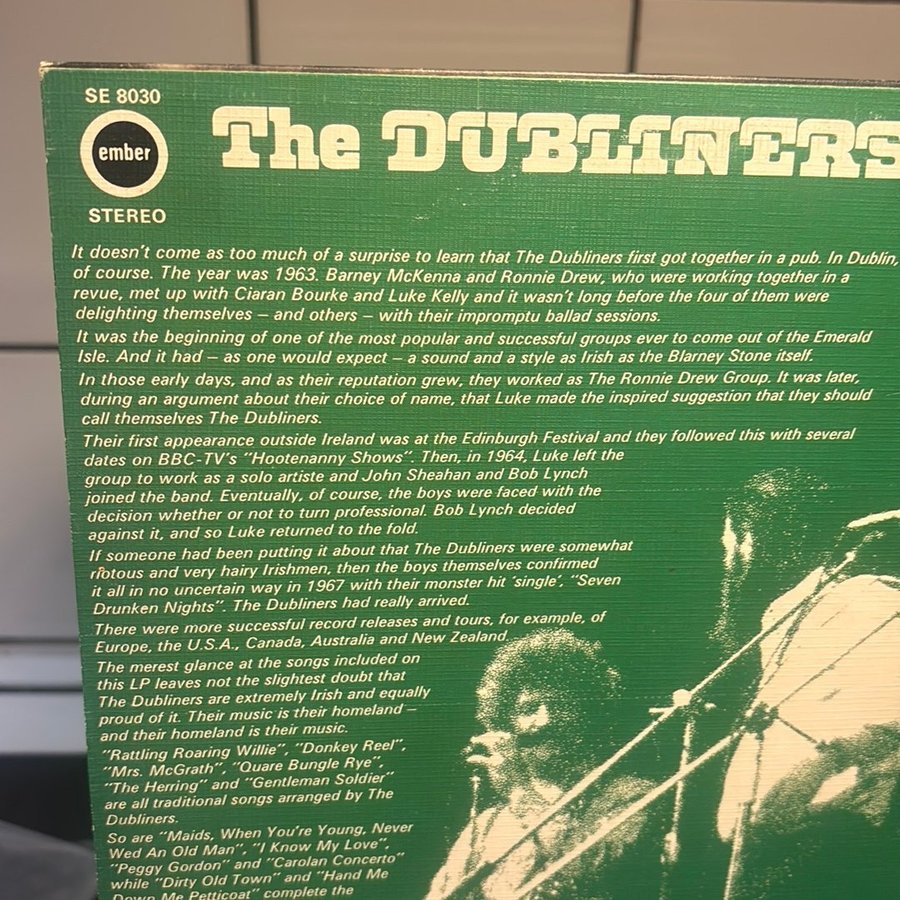 SE 8030
ember
STEREO
The DUBLINERS
It doesn't come as too much of a surprise to learn that The Dubliners first got together in a pub. In Dublin,
of course. The year was 1963. Barney McKenna and Ronnie Drew, who were working together in a
revue, met up with Ciaran Bourke and Luke Kelly and it wasn't long before the four of them were
delighting themselves – and others – with their impromptu ballad sessions.
It was the beginning of one of the most popular and successful groups ever to come out of the Emerald
Isle. And it had – as one would expect – a sound and a style as Irish as the Blarney Stone itself.
In those early days, and as their reputation grew, they worked as The Ronnie Drew Group. It was later,
during an argument about their choice of name, that Luke made the inspired suggestion that they should
call themselves The Dubliners.
Their first appearance outside Ireland was at the Edinburgh Festival and they followed this with several
dates on BBC-TV's "Hootenanny Shows". Then, in 1964, Luke left the
group to work as a solo artiste and John Sheahan and Bob Lynch
joined the band. Eventually, of course, the boys were faced with the
decision whether or not to turn professional. Bob Lynch decided
against it, and so Luke returned to the fold.
If someone had been putting it about that The Dubliners were somewhat
riotous and very hairy Irishmen, then the boys themselves confirmed
it all in no uncertain way in 1967 with their monster hit 'single', "Seven
Drunken Nights". The Dubliners had really arrived.
There were more successful record releases and tours, for example, of
Europe, the U.S.A., Canada, Australia and New Zealand.
The merest glance at the songs included on
this LP leaves not the slightest doubt that
The Dubliners are extremely Irish and equally
proud of it. Their music is their homeland –
and their homeland is their music.
"Rattling Roaring Willie", "Donkey Reel",
"Mrs. McGrath", "Quare Bungle Rye",
"The Herring" and "Gentleman Soldier"
are all traditional songs arranged by The
Dubliners.
So are "Maids, When You're Young, Never
Wed An Old Man", "I Know My Love",
"Peggy Gordon" and "Carolan Concerto"
while "Dirty Old Town" and "Hand Me
Down Me Petticoat" complete the